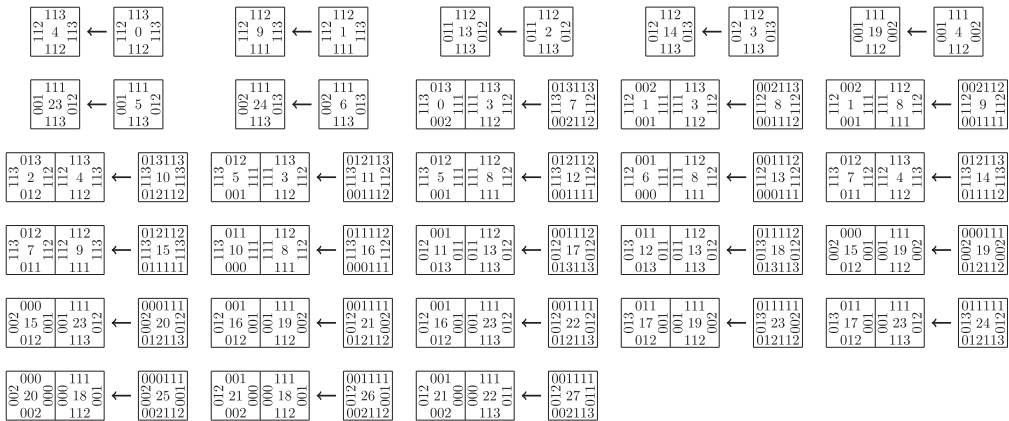 113 113 112 112 112 112 112 112 111 111
112 4 113 ← 112 0 113 112 9 113 ← 112 1 113 011 13 012 ← 011 2 012 012 14 013 ← 012 3 013 001 19 002 ← 001 4 002
112 112 111 111 113 113 113 113 112 112
111 111 111 111 013 113 013113 002 113 002113 002 112 002112
001 23 012 ← 001 5 012 002 24 013 ← 002 6 013 113 0 111 111 3 112 ← 113 7 112 112 1 111 111 3 112 ← 112 8 112 112 1 111 111 8 112 ← 112 9 112
113 113 113 113 002 112 002112 001 112 001112 001 111 001111
013 113 013113 012 113 012113 012 112 012112 001 112 001112 012 113 012113
113 2 112 112 4 113 ← 113 10 113 113 5 111 111 3 112 ← 113 11 112 113 5 111 111 8 112 ← 113 12 112 112 6 111 111 8 112 ← 112 13 112 113 7 112 112 4 113 ← 113 14 113
012 112 012112 001 112 001112 001 111 001111 000 111 000111 011 112 011112
012 112 012112 011 112 011112 001 112 001112 011 112 011112 000 111 000111
113 7 112 112 9 113 ← 113 15 113 113 10 111 111 8 112 ← 113 16 112 012 11 011 011 13 012 ← 012 17 012 013 12 011 011 13 012 ← 013 18 012 002 15 001 001 19 002 ← 002 19 002
011 111 011111 000 111 000111 013 113 013113 013 113 013113 012 112 012112
000 111 000111 001 111 001111 001 111 001111 011 111 011111 011 111 011111
002 15 001 001 23 012 ← 002 20 012 012 16 001 001 19 002 ← 012 21 002 012 16 001 001 23 012 ← 012 22 012 013 17 001 001 19 002 ← 013 23 002 013 17 001 001 23 012 ← 013 24 012
012 113 012113 012 112 012112 012 113 012113 012 112 012112 012 113 012113
000 111 000111 001 111 001111 001 111 001111
002 20 000 000 18 001 ← 002 25 001 012 21 000 000 18 001 ← 012 26 001 012 21 000 000 22 011 ← 012 27 011
002 112 002112 002 112 002112 002 113 002113